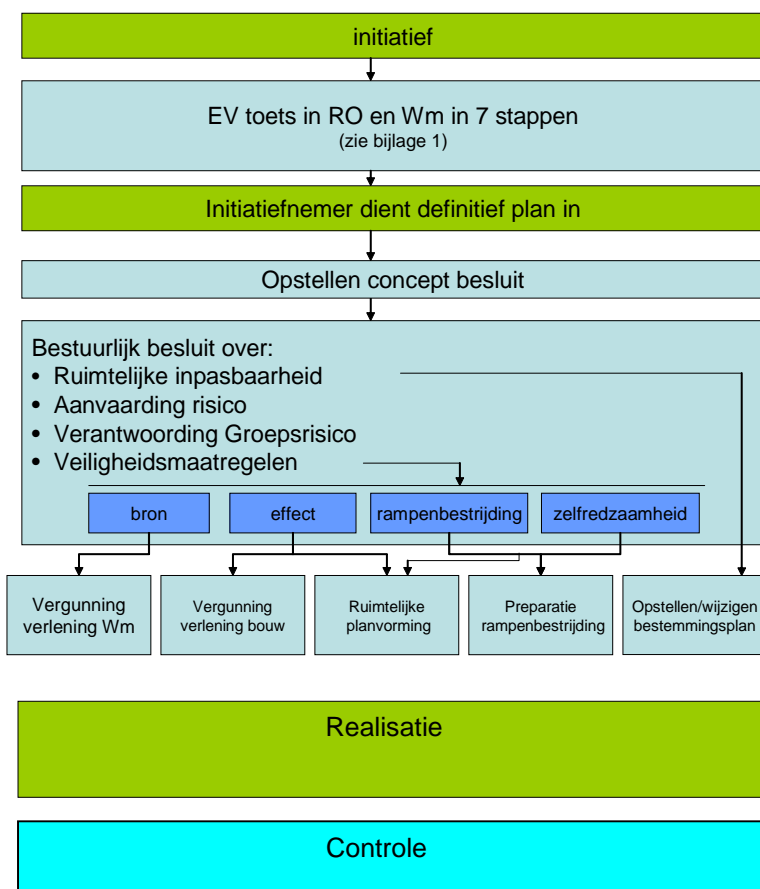 initiatief
EV toets in RO en Wm in 7 stappen
(zie bijlage 1)
Initiatiefnemer dient definitief plan in
Opstellen concept besluit
Bestuurlijk besluit over:
• Ruimtelijke inpasbaarheid
• Aanvaarding risico
• Verantwoording Groepsrisico
• Veiligheidsmaatregelen
bron
effect
rampenbestrijding
zelfredzaamheid
Vergunning
verlening Wm
Vergunning
verlening bouw
Ruimtelijke
planvorming
Preparatie
rampenbestrijding
Opstellen/wijzigen
bestemmingsplan
Realisatie
Controle